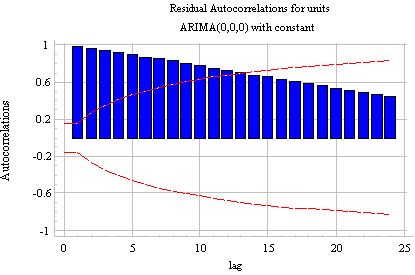 Residual Autocorrelations for units
ARIMA(0,0,0) with constant
Autocorrelations
1
0.6
0.2
-0.2
-0.6
-1
0 5 10 15 20 25
lag